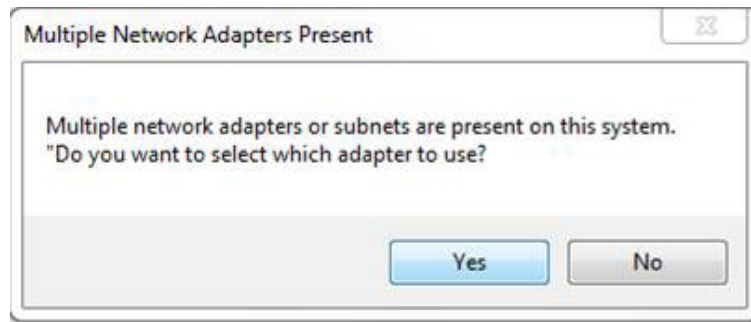 Multiple Network Adapters Present
Multiple network adapters or subnets are present on this system.
"Do you want to select which adapter to use?
Yes No